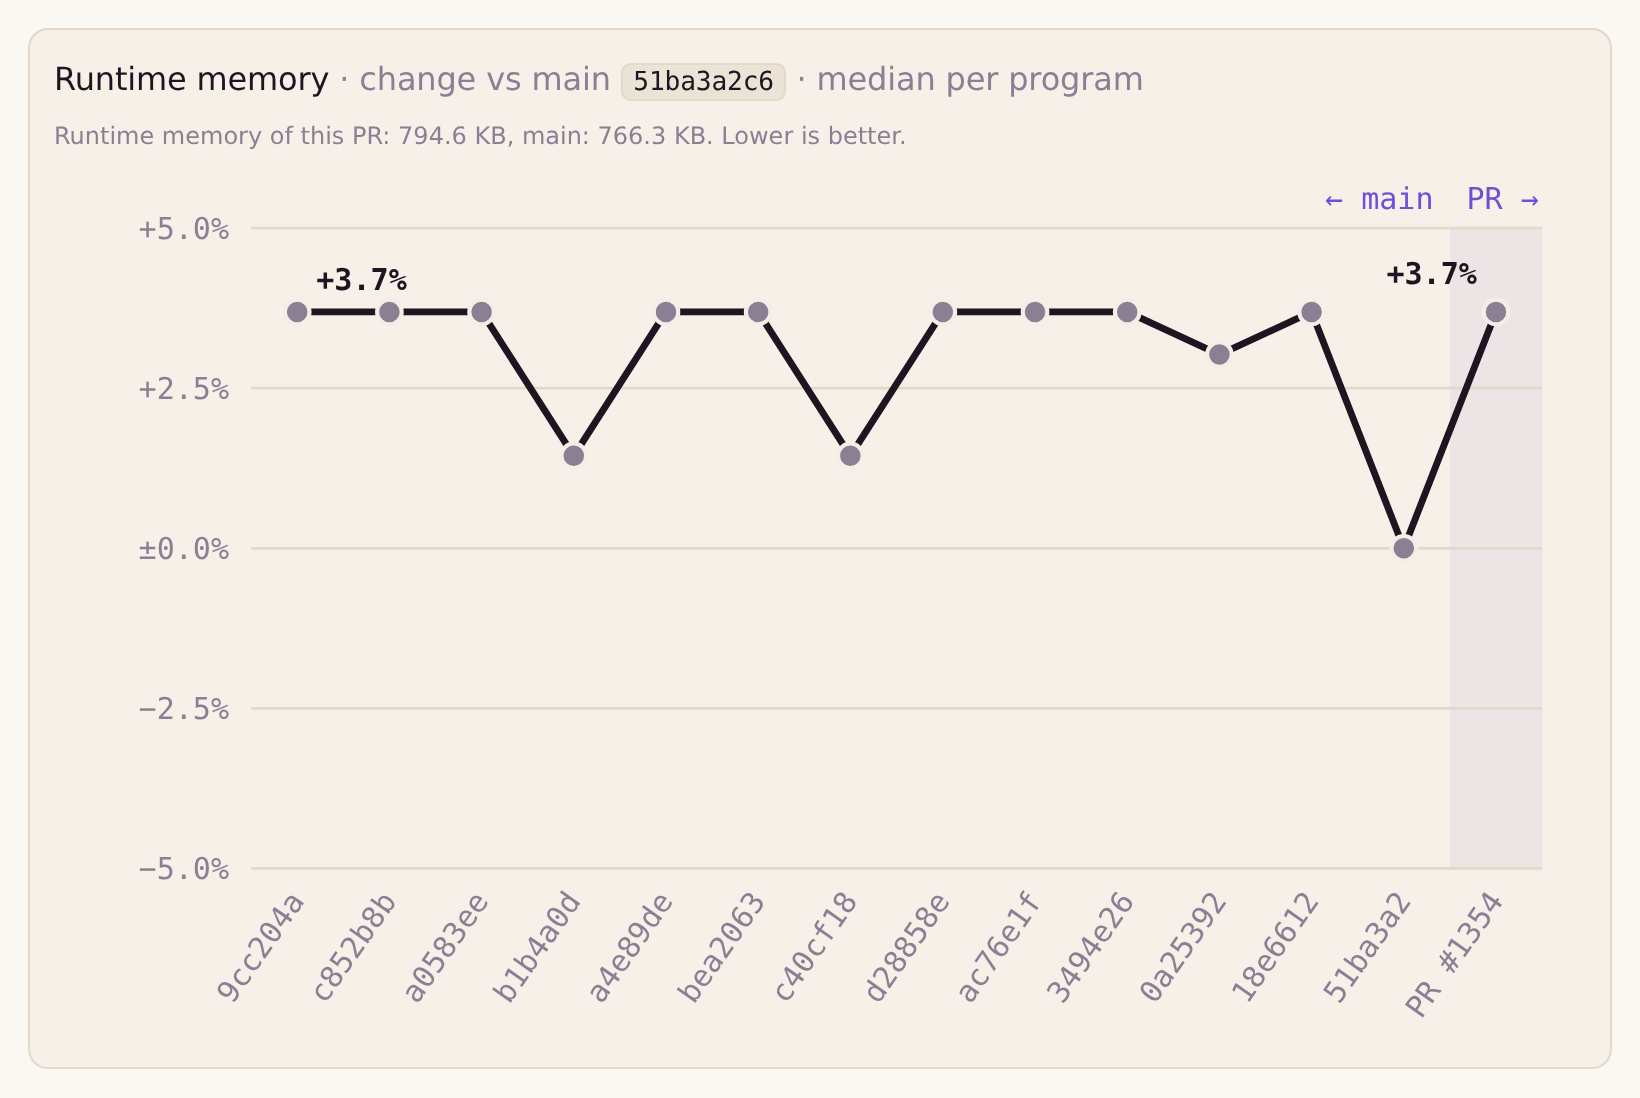 Runtime memory · change vs main 51ba3a2c6 · median per program
Runtime memory of this PR: 794.6 KB, main: 766.3 KB. Lower is better.
← main PR →
+5.0%
+3.7%
+3.7%
+2.5%
±0.0%
−2.5%
−5.0%
9cc204a
c852b8b
a0583ee
b1b4a0d
a4e89de
bea2063
c40cf18
d28858e
ac76e1f
3494e26
0a25392
18e6612
51ba3a2
PR #1354